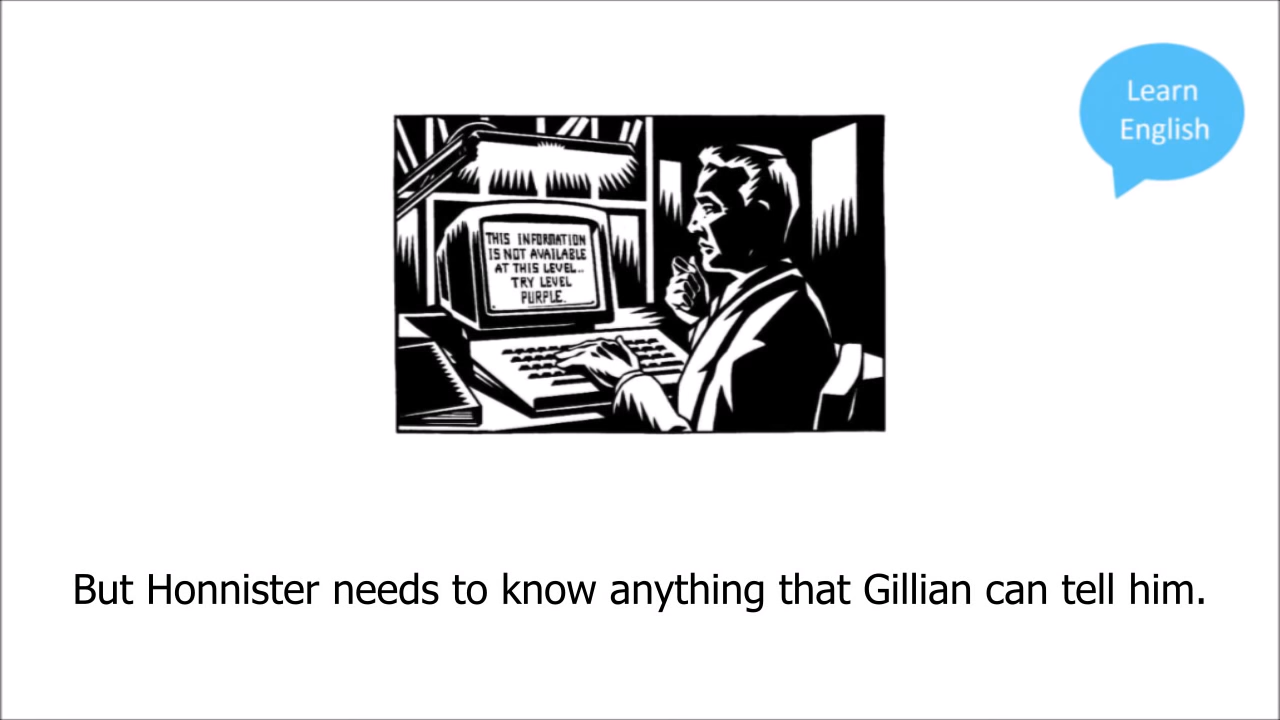 Learn
English
THIS INFORMATION
IS NOT AVAILABLE
AT THIS LEVEL..
TRY LEVEL
PURPLE.
But Honnister needs to know anything that Gillian can tell him.